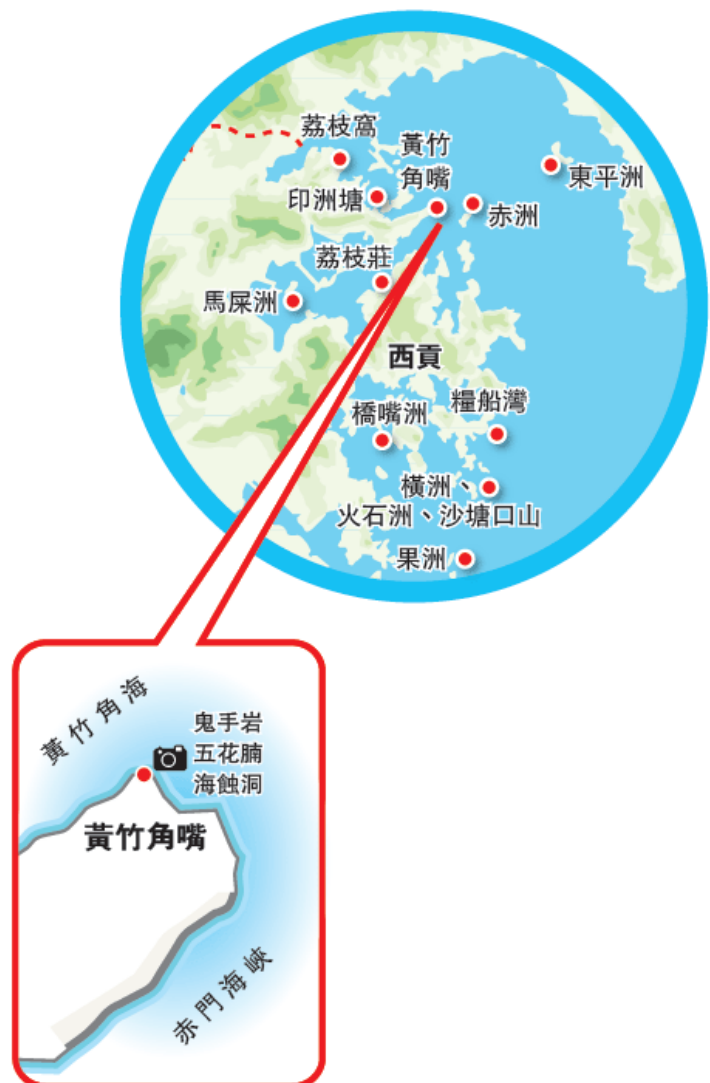 荔枝窩
黃竹
角嘴
東平洲
印洲塘
赤洲
荔枝莊
馬屎洲
西貢
糧船灣
橋嘴洲
橫洲、
火石洲、沙塘口山
果洲
黃竹角海
鬼手岩
五花腩
海蝕洞
黃竹角嘴
赤門海峽